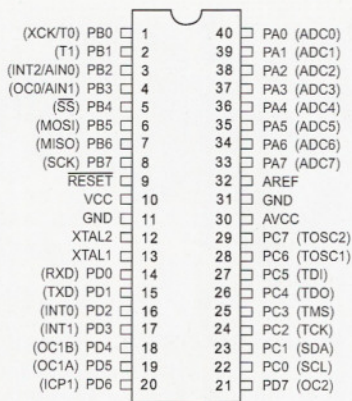 (XCK/T0) PB0 1 40 PA0 (ADC0)
(T1) PB1 2 39 PA1 (ADC1)
(INT2/AIN0) PB2 3 38 PA2 (ADC2)
(OC0/AIN1) PB3 4 37 PA3 (ADC3)
(S̅S̅) PB4 5 36 PA4 (ADC4)
(MOSI) PB5 6 35 PA5 (ADC5)
(MISO) PB6 7 34 PA6 (ADC6)
(SCK) PB7 8 33 PA7 (ADC7)
R̅E̅S̅E̅T̅ 9 32 AREF
VCC 10 31 GND
GND 11 30 AVCC
XTAL2 12 29 PC7 (TOSC2)
XTAL1 13 28 PC6 (TOSC1)
(RXD) PD0 14 27 PC5 (TDI)
(TXD) PD1 15 26 PC4 (TDO)
(INT0) PD2 16 25 PC3 (TMS)
(INT1) PD3 17 24 PC2 (TCK)
(OC1B) PD4 18 23 PC1 (SDA)
(OC1A) PD5 19 22 PC0 (SCL)
(ICP1) PD6 20 21 PD7 (OC2)